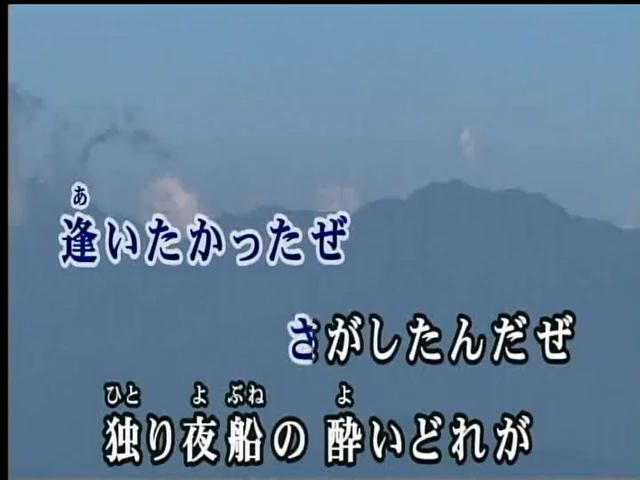 あ
逢いたかったぜ
さがしたんだぜ
ひと よ ぶね よ
独り夜船の 酔いどれが